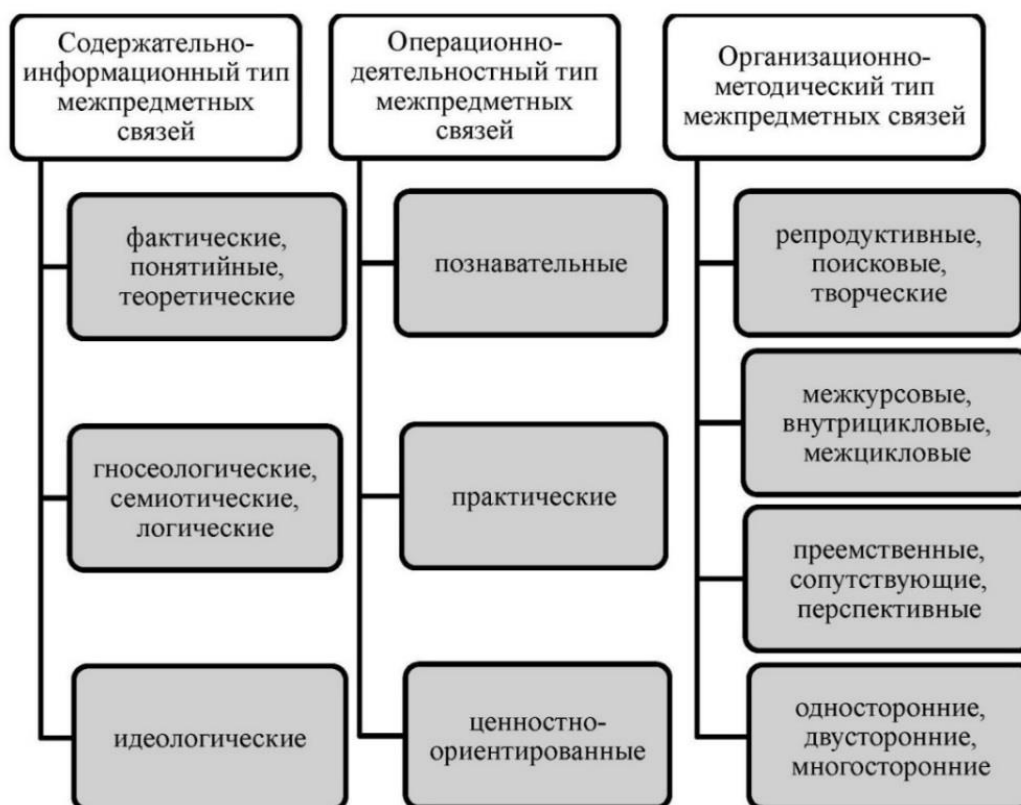 Содержательно-
информационный тип
межпредметных
связей
фактические,
понятийные,
теоретические
гносеологические,
семиотические,
логические
идеологические
Операционно-
деятельностный тип
межпредметных
связей
познавательные
практические
ценностно-
ориентированные
Организационно-
методический тип
межпредметных связей
репродуктивные,
поисковые,
творческие
межкурсовые,
внутрицикловые,
межцикловые
преемственные,
сопутствующие,
перспективные
односторонние,
двусторонние,
многосторонние